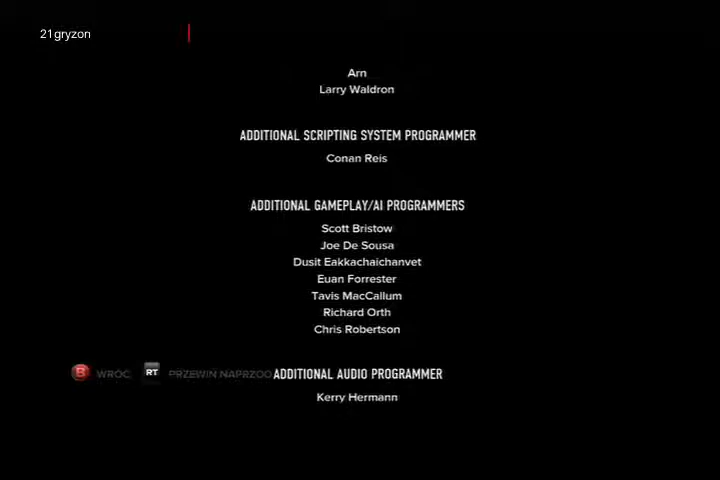 21gryzon
Arn
Larry Waldron
ADDITIONAL SCRIPTING SYSTEM PROGRAMMER
Conan Reis
ADDITIONAL GAMEPLAY/AI PROGRAMMERS
Scott Bristow
Joe De Sousa
Dusit Eakkachaichanvet
Euan Forrester
Tavis MacCallum
Richard Orth
Chris Robertson
B WRÓĆ RT PRZEWIŃ NAPRZÓD ADDITIONAL AUDIO PROGRAMMER
Kerry Hermann